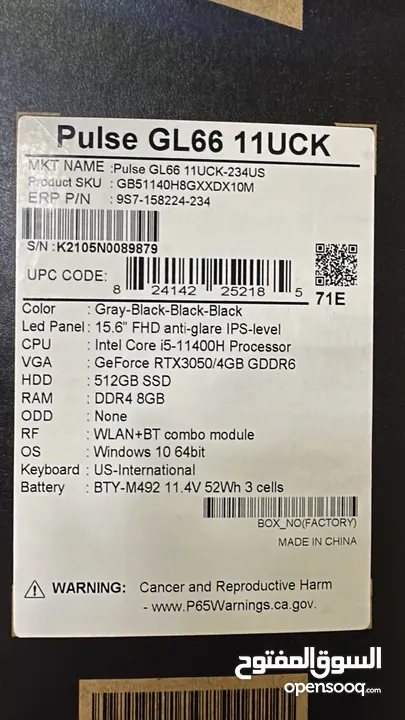 Pulse GL66 11UCK
MKT NAME :Pulse GL66 11UCK-234US
Product SKU : GB51140H8GXXDX10M
ERP P/N : 9S7-158224-234
S/N:K2105N0089879
UPC CODE: 8 24142 25218 5
71E
Color : Gray-Black-Black-Black
Led Panel : 15.6" FHD anti-glare IPS-level
CPU : Intel Core i5-11400H Processor
VGA : GeForce RTX3050/4GB GDDR6
HDD : 512GB SSD
RAM : DDR4 8GB
ODD : None
RF : WLAN+BT combo module
OS : Windows 10 64bit
Keyboard : US-International
Battery : BTY-M492 11.4V 52Wh 3 cells
BOX_NO(FACTORY)
MADE IN CHINA
WARNING: Cancer and Reproductive Harm
- www.P65Warnings.ca.gov.
السوق المفتوح
opensooq.com